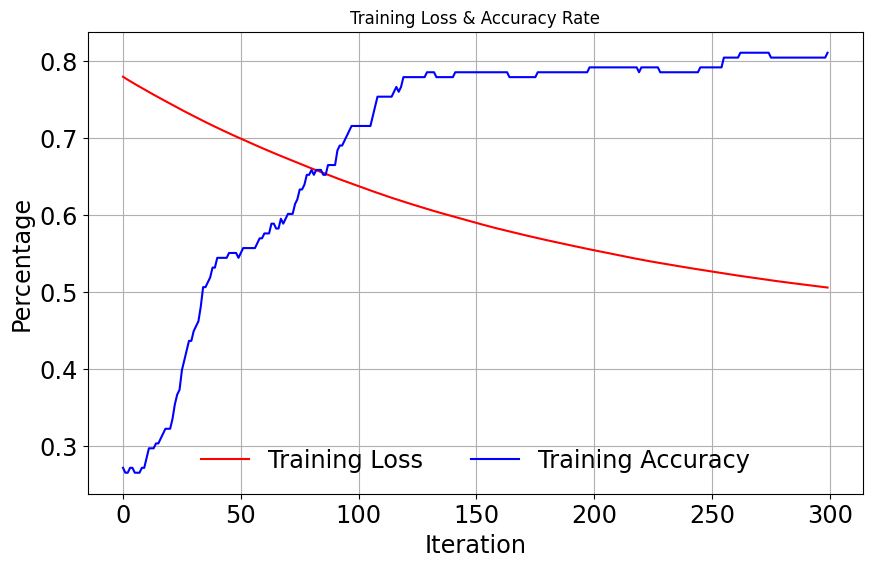 Training Loss & Accuracy Rate
0.8
0.7
0.6
0.5
0.4
0.3
Percentage
Training Loss Training Accuracy
0 50 100 150 200 250 300
Iteration